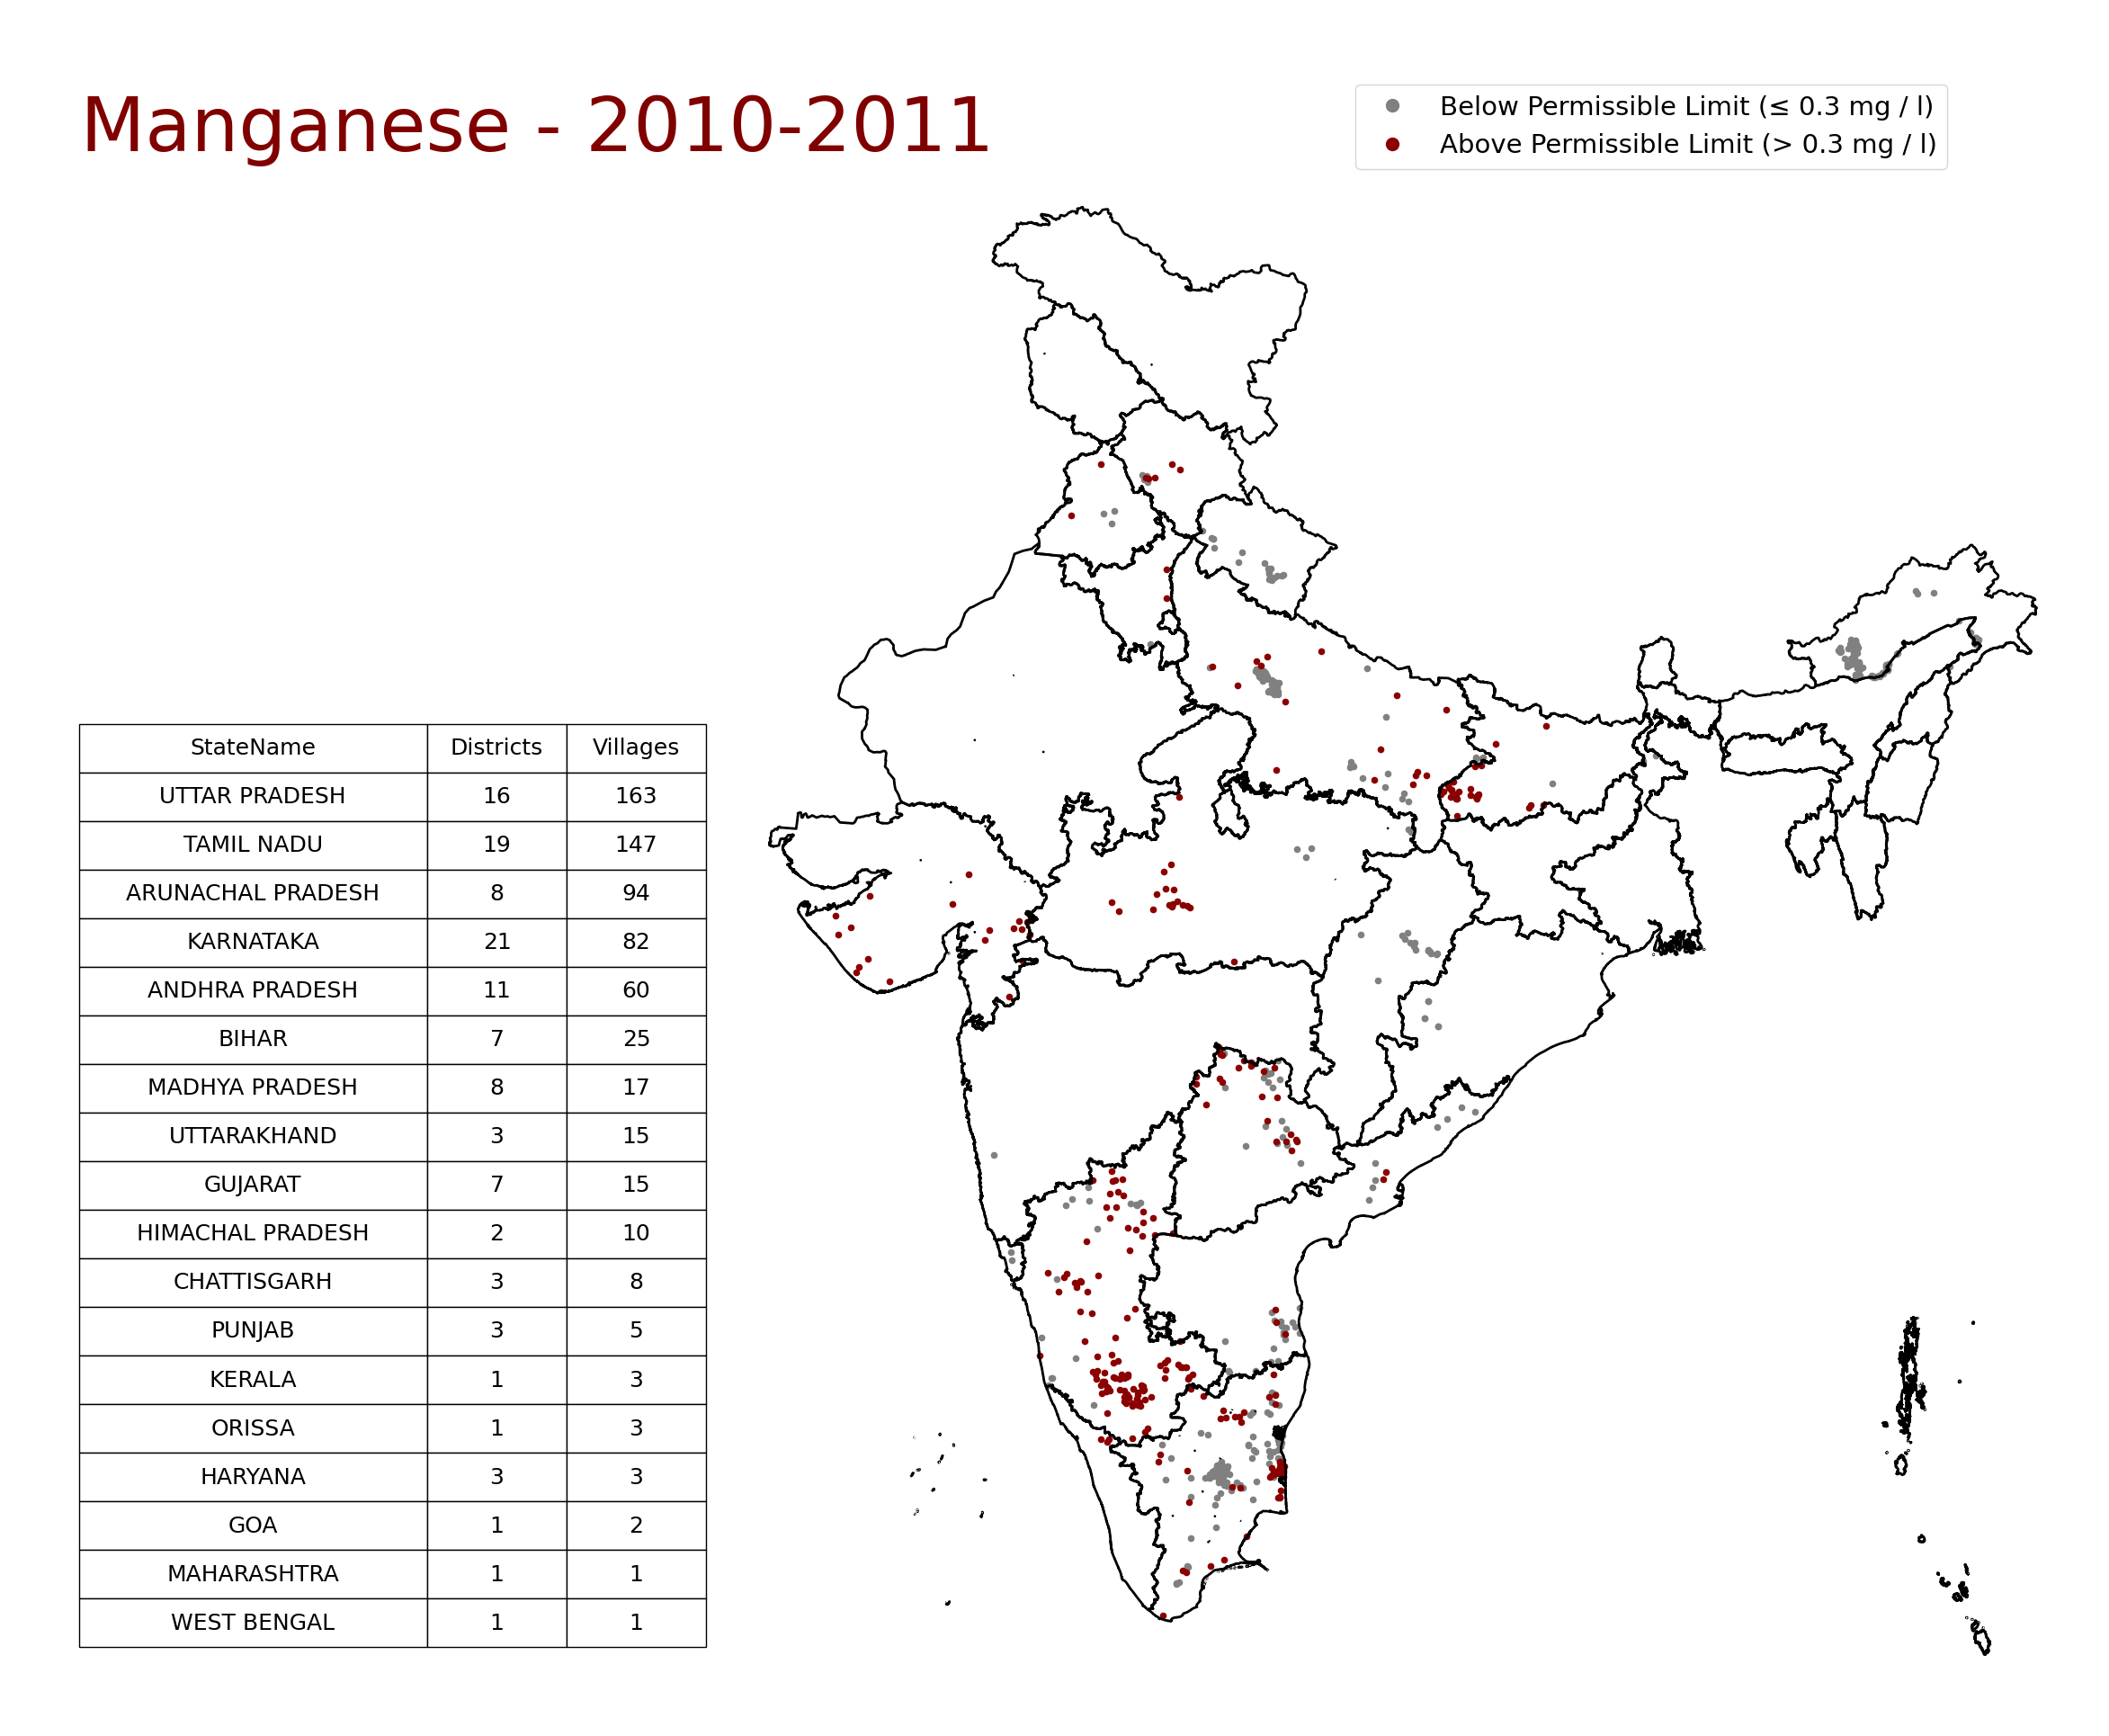 Manganese - 2010-2011
Below Permissible Limit (≤ 0.3 mg / l)
Above Permissible Limit (> 0.3 mg / l)
StateName Districts Villages
UTTAR PRADESH 16 163
TAMIL NADU 19 147
ARUNACHAL PRADESH 8 94
KARNATAKA 21 82
ANDHRA PRADESH 11 60
BIHAR 7 25
MADHYA PRADESH 8 17
UTTARAKHAND 3 15
GUJARAT 7 15
HIMACHAL PRADESH 2 10
CHATTISGARH 3 8
PUNJAB 3 5
KERALA 1 3
ORISSA 1 3
HARYANA 3 3
GOA 1 2
MAHARASHTRA 1 1
WEST BENGAL 1 1